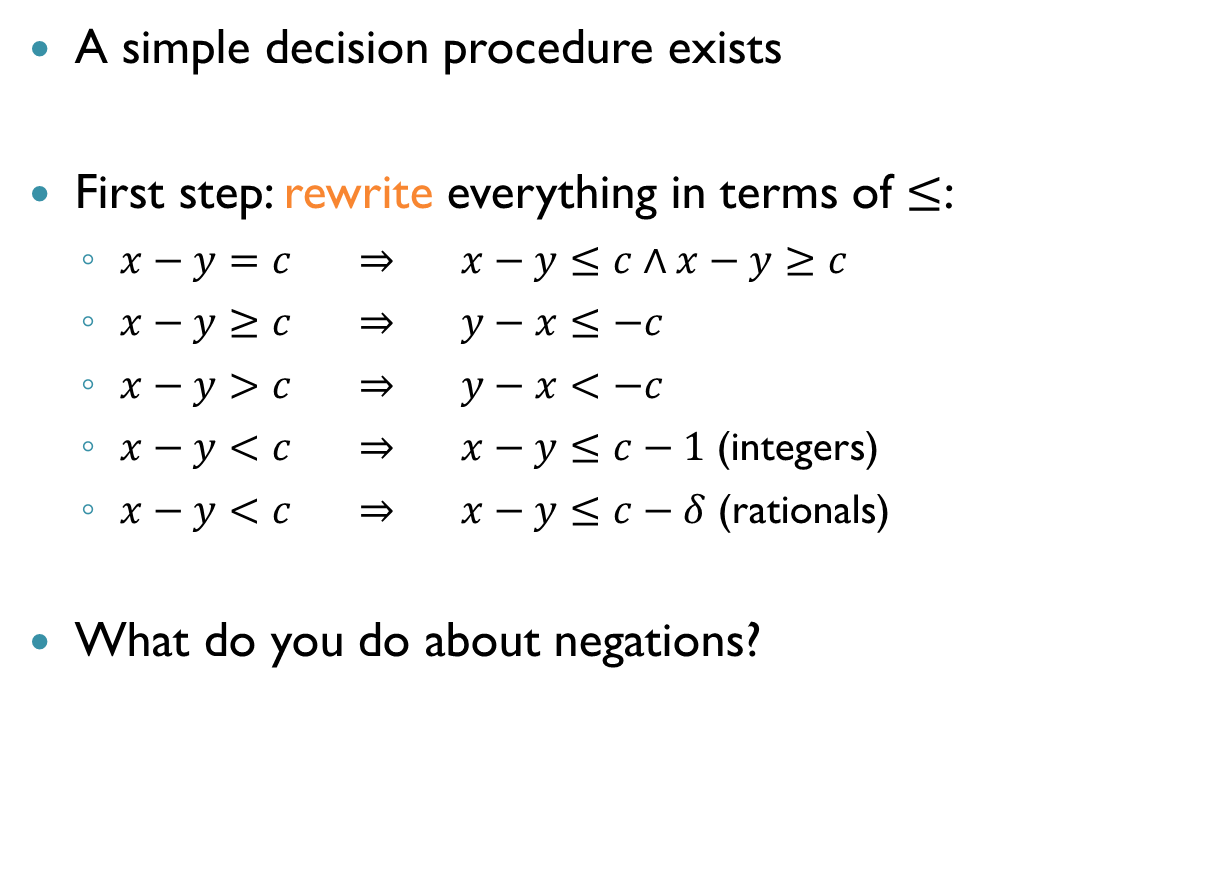 • A simple decision procedure exists
• First step: rewrite everything in terms of ≤:
◦ x − y = c ⇒ x − y ≤ c ∧ x − y ≥ c
◦ x − y ≥ c ⇒ y − x ≤ −c
◦ x − y > c ⇒ y − x < −c
◦ x − y < c ⇒ x − y ≤ c − 1 (integers)
◦ x − y < c ⇒ x − y ≤ c − δ (rationals)
• What do you do about negations?